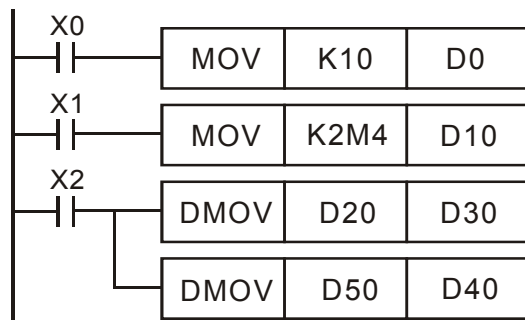 X0
MOV K10 D0
X1
MOV K2M4 D10
X2
DMOV D20 D30
DMOV D50 D40